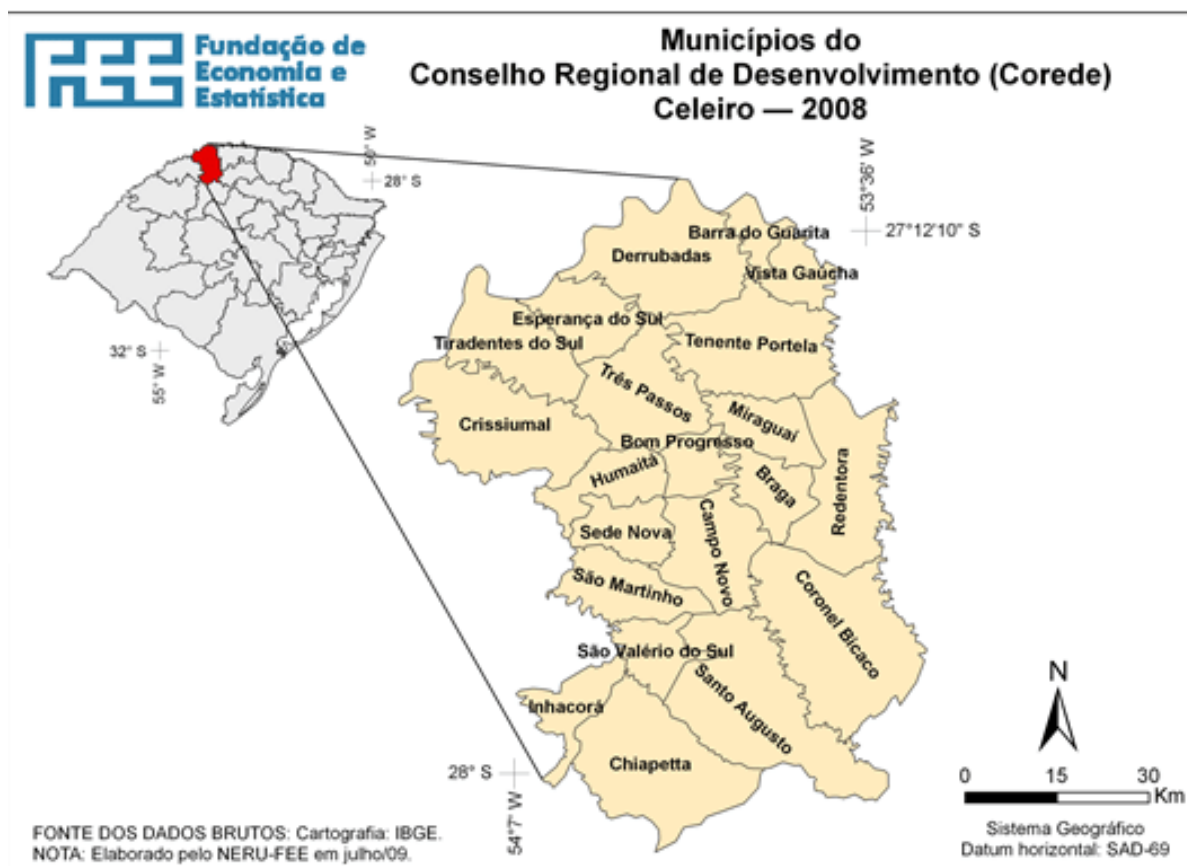 FEE
Fundação de
Economia e
Estatística
Municípios do
Conselho Regional de Desenvolvimento (Corede)
Celeiro — 2008
50° W
28° S
32° S
55° W
53°36' W
27°12'10" S
Barra do Guarita
Derrubadas
Vista Gaúcha
Esperança do Sul
Tiradentes do Sul
Tenente Portela
Três Passos
Crissiumal
Miraguaí
Bom Progresso
Humaitá
Braga
Redentora
Sede Nova
Campo Novo
São Martinho
Coronel Bicaco
São Valério do Sul
Santo Augusto
Inhacorá
Chiapetta
28° S
54°7' W
N
0 15 30
Km
Sistema Geográfico
Datum horizontal: SAD-69
FONTE DOS DADOS BRUTOS: Cartografia: IBGE.
NOTA: Elaborado pelo NERU-FEE em julho/09.